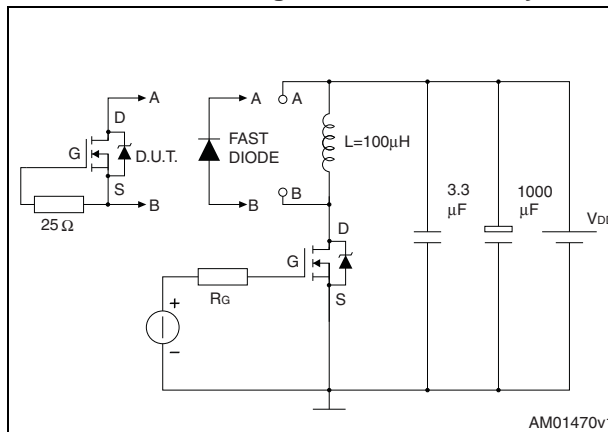 A
D
G
D.U.T.
S
B
25 Ω
A
FAST
DIODE
B
A
L=100µH
B
D
G
S
RG
+
-
3.3
µF
1000
µF
AM01470v1